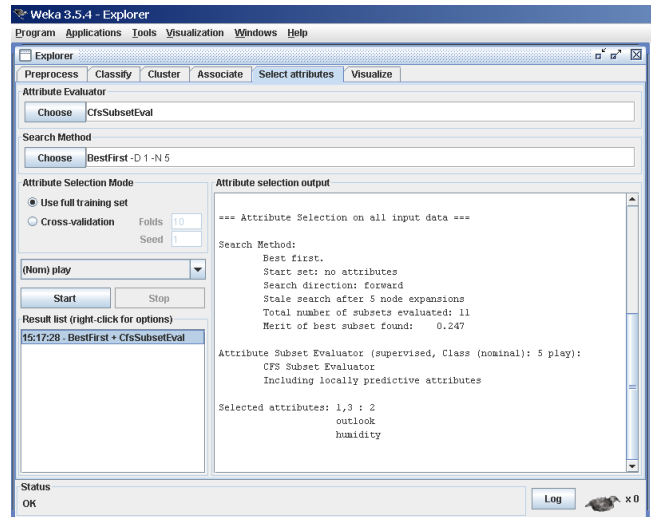 Weka 3.5.4 - Explorer
Program Applications Tools Visualization Windows Help
Explorer
Preprocess Classify Cluster Associate Select attributes Visualize
Attribute Evaluator
Choose CfsSubsetEval
Search Method
Choose BestFirst -D 1 -N 5
Attribute Selection Mode
Use full training set
Cross-validation Folds 10
Seed 1
(Nom) play
Start Stop
Result list (right-click for options)
15:17:28 - BestFirst + CfsSubsetEval
Attribute selection output
=== Attribute Selection on all input data ===
Search Method:
Best first.
Start set: no attributes
Search direction: forward
Stale search after 5 node expansions
Total number of subsets evaluated: 11
Merit of best subset found: 0.247
Attribute Subset Evaluator (supervised, Class (nominal): 5 play):
CFS Subset Evaluator
Including locally predictive attributes
Selected attributes: 1,3 : 2
outlook
humidity
Status
OK
Log x 0